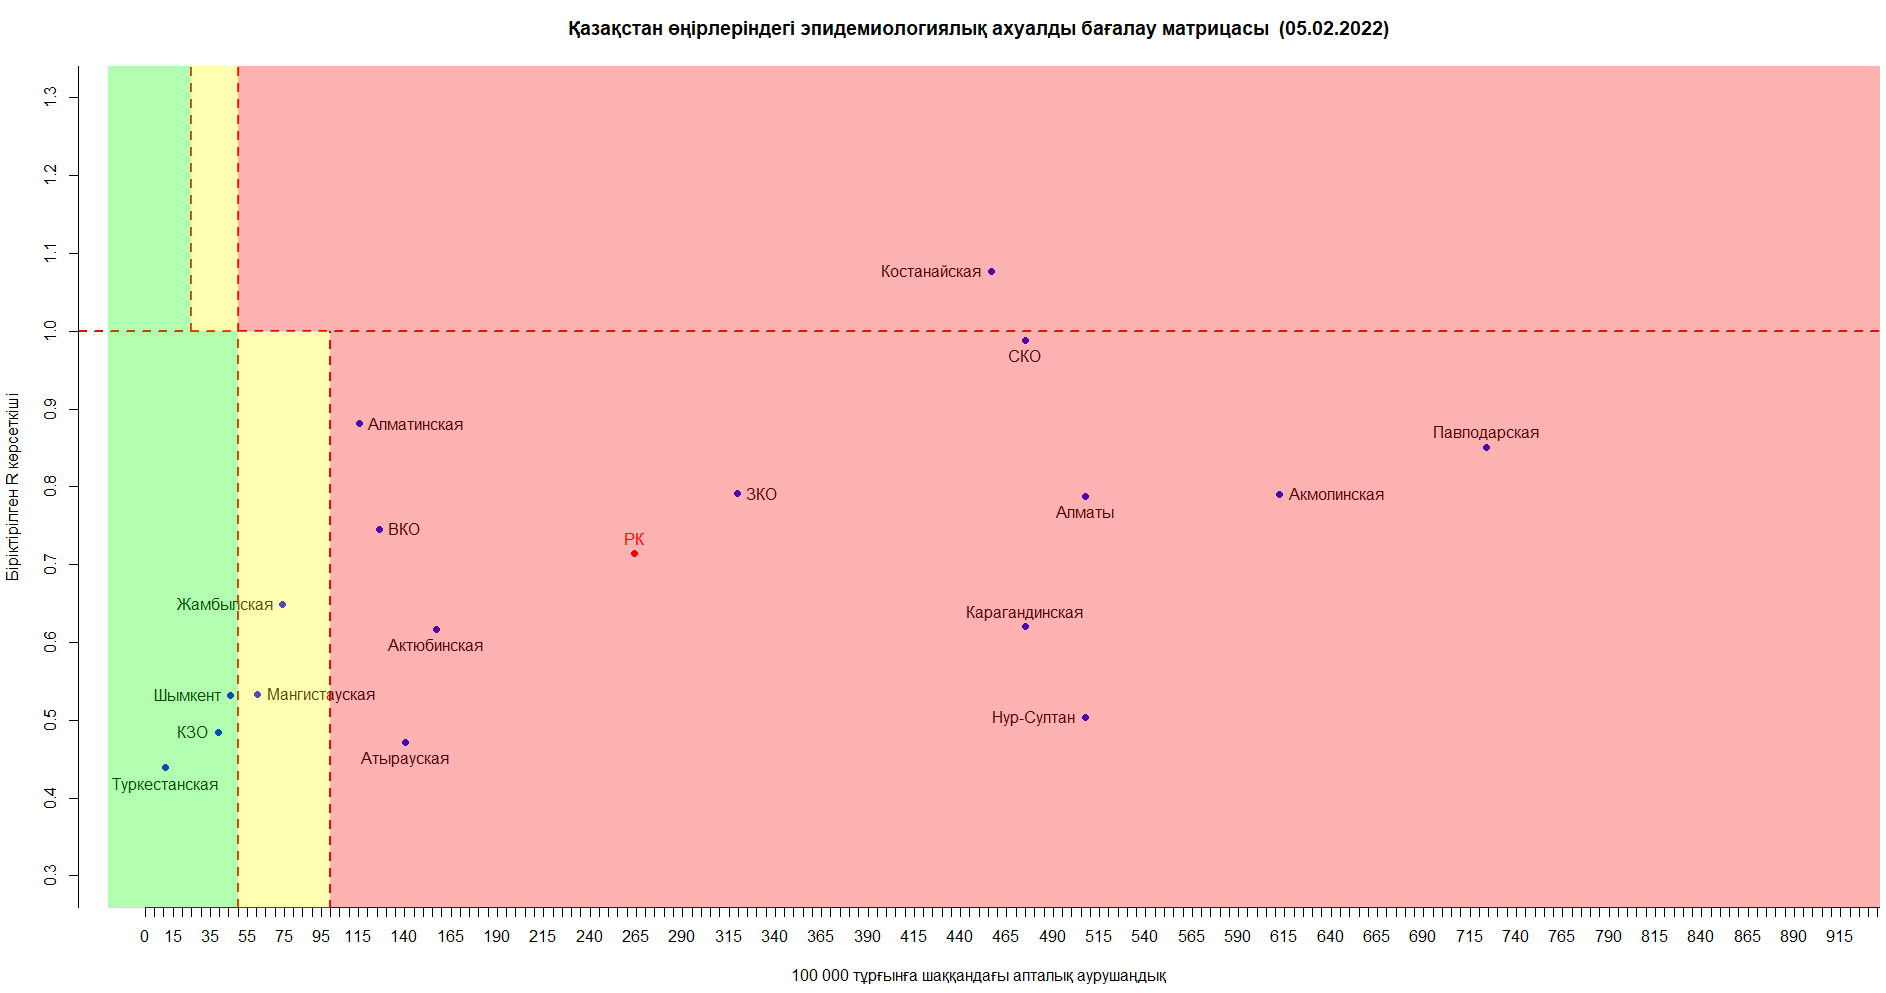 Қазақстан өңірлеріндегі эпидемиологиялық ахуалды бағалау матрицасы (05.02.2022)
1.3
1.2
1.1
1.0
0.9
0.8
0.7
0.6
0.5
0.4
0.3
Біріктірілген R көрсеткіші
Костанайская
СКО
Алматинская
Павлодарская
ЗКО
Акмолинская
Алматы
ВКО
РК
Жамбылская
Карагандинская
Актюбинская
Шымкент
Мангистауская
Нур-Султан
КЗО
Атырауская
Туркестанская
0 15 35 55 75 95 115 140 165 190 215 240 265 290 315 340 365 390 415 440 465 490 515 540 565 590 615 640 665 690 715 740 765 790 815 840 865 890 915
100 000 тұрғынға шаққандағы апталық аурушаңдық